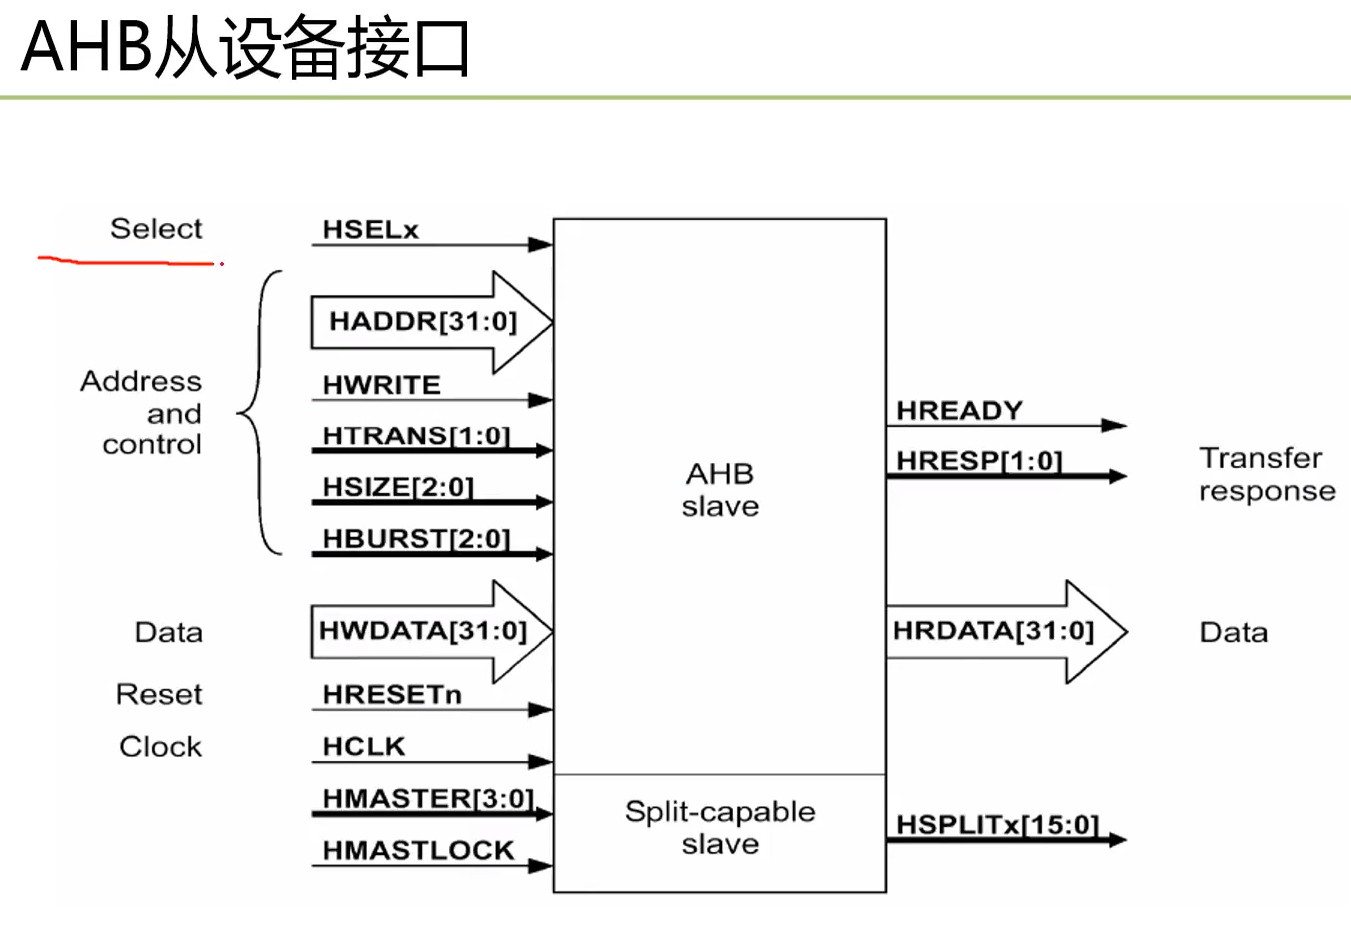 AHB从设备接口
Select
HSELx
HADDR[31:0]
Address
and
control
HWRITE
HTRANS[1:0]
HSIZE[2:0]
HBURST[2:0]
Data
HWDATA[31:0]
Reset
HRESETn
Clock
HCLK
HMASTER[3:0]
HMASTLOCK
AHB
slave
Split-capable
slave
HREADY
HRESP[1:0]
Transfer
response
HRDATA[31:0]
Data
HSPLITx[15:0]